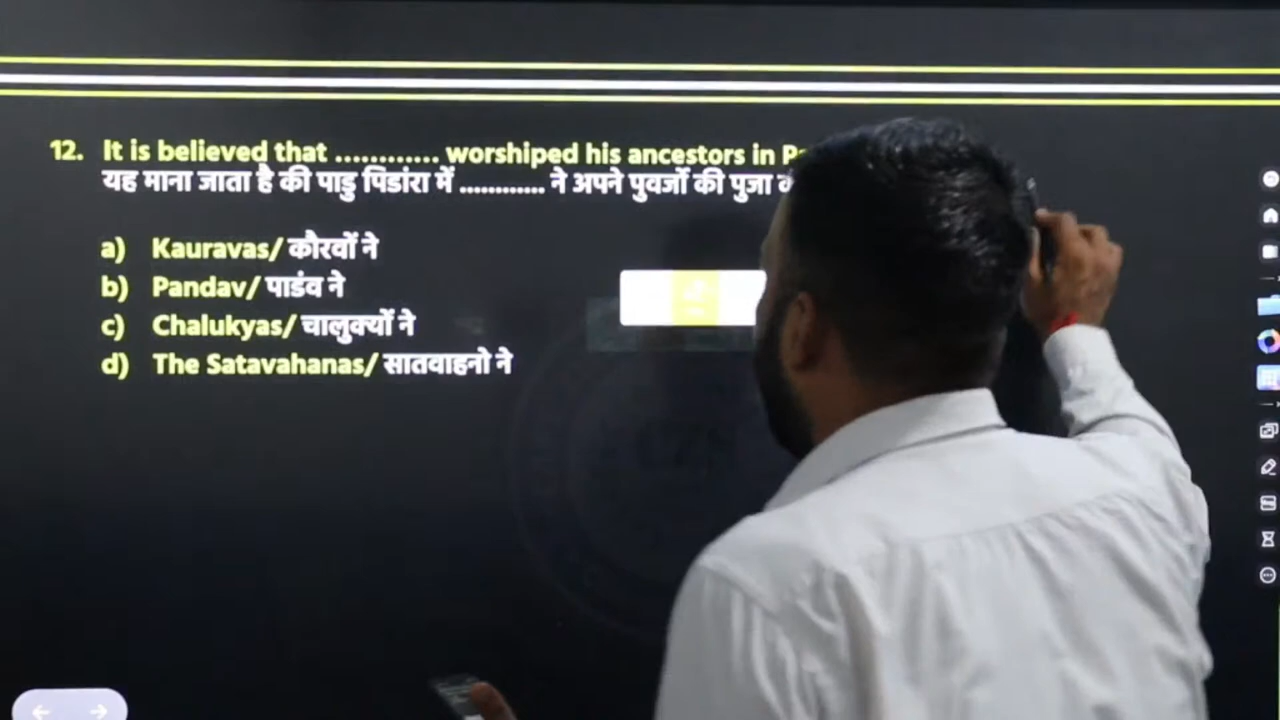 12. It is believed that ............ worshiped his ancestors in
यह माना जाता है की पाडु पिडांरा में ............ ने अपने पुवर्जो की पुजा
a) Kauravas/ कौरवों ने
b) Pandav/ पाडंव ने
c) Chalukyas/ चालुक्यों ने
d) The Satavahanas/ सातवाहनो ने